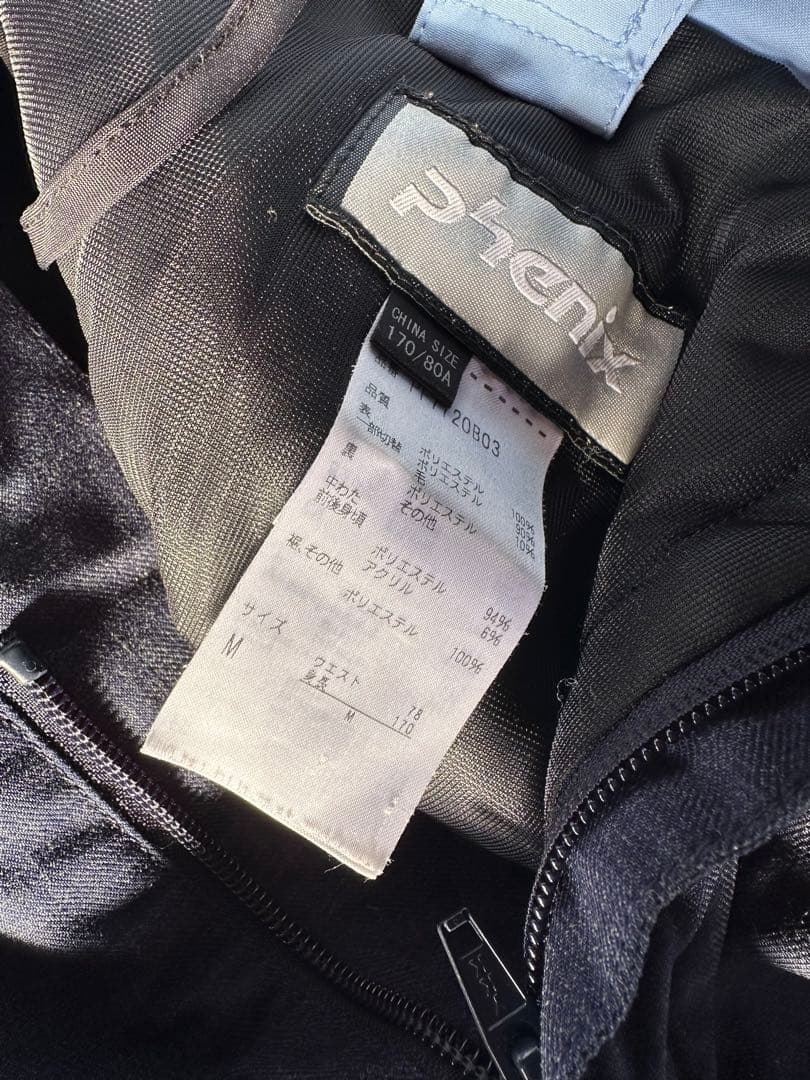 phenix
CHINA SIZE
170/80A
20B03
品質
表 ポリエステル 100%
一部切替 ポリエステル 90%
毛 10%
裏 ポリエステル
その他
中わた
前後身頃 ポリエステル 94%
アクリル 6%
裾、その他 ポリエステル 100%
サイズ
M ウエスト 78
身長 170
M